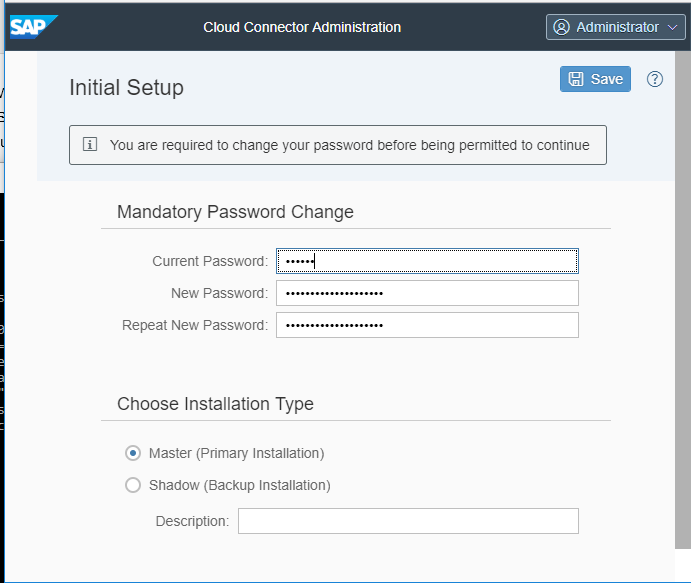 SAP
Cloud Connector Administration
Administrator
Initial Setup
Save
You are required to change your password before being permitted to continue
Mandatory Password Change
Current Password: ••••••
New Password: ••••••••••••••••••••
Repeat New Password: ••••••••••••••••••••
Choose Installation Type
Master (Primary Installation)
Shadow (Backup Installation)
Description: